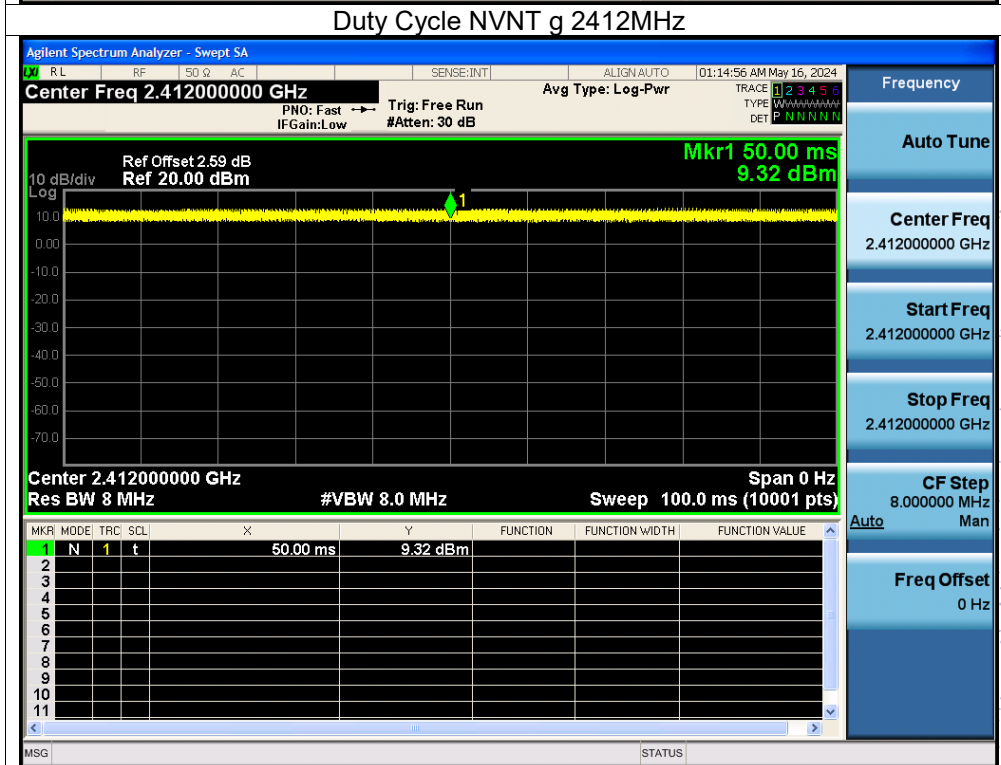 Duty Cycle NVNT g 2412MHz
Agilent Spectrum Analyzer - Swept SA
LXI RL RF 50 Ω AC SENSE:INT ALIGN AUTO 01:14:56 AM May 16, 2024
Center Freq 2.412000000 GHz Avg Type: Log-Pwr TRACE 1 2 3 4 5 6
PNO: Fast Trig: Free Run TYPE WWWWWW
IFGain:Low #Atten: 30 dB DET P N N N N N
Mkr1 50.00 ms
9.32 dBm
Ref Offset 2.59 dB
10 dB/div Ref 20.00 dBm
Log
1
10.0
0.00
-10.0
-20.0
-30.0
-40.0
-50.0
-60.0
-70.0
Center 2.412000000 GHz Span 0 Hz
Res BW 8 MHz #VBW 8.0 MHz Sweep 100.0 ms (10001 pts)
MKR MODE TRC SCL X Y FUNCTION FUNCTION WIDTH FUNCTION VALUE
1 N 1 t 50.00 ms 9.32 dBm
2
3
4
5
6
7
8
9
10
11
MSG STATUS
Frequency
Auto Tune
Center Freq
2.412000000 GHz
Start Freq
2.412000000 GHz
Stop Freq
2.412000000 GHz
CF Step
8.000000 MHz
Auto Man
Freq Offset
0 Hz